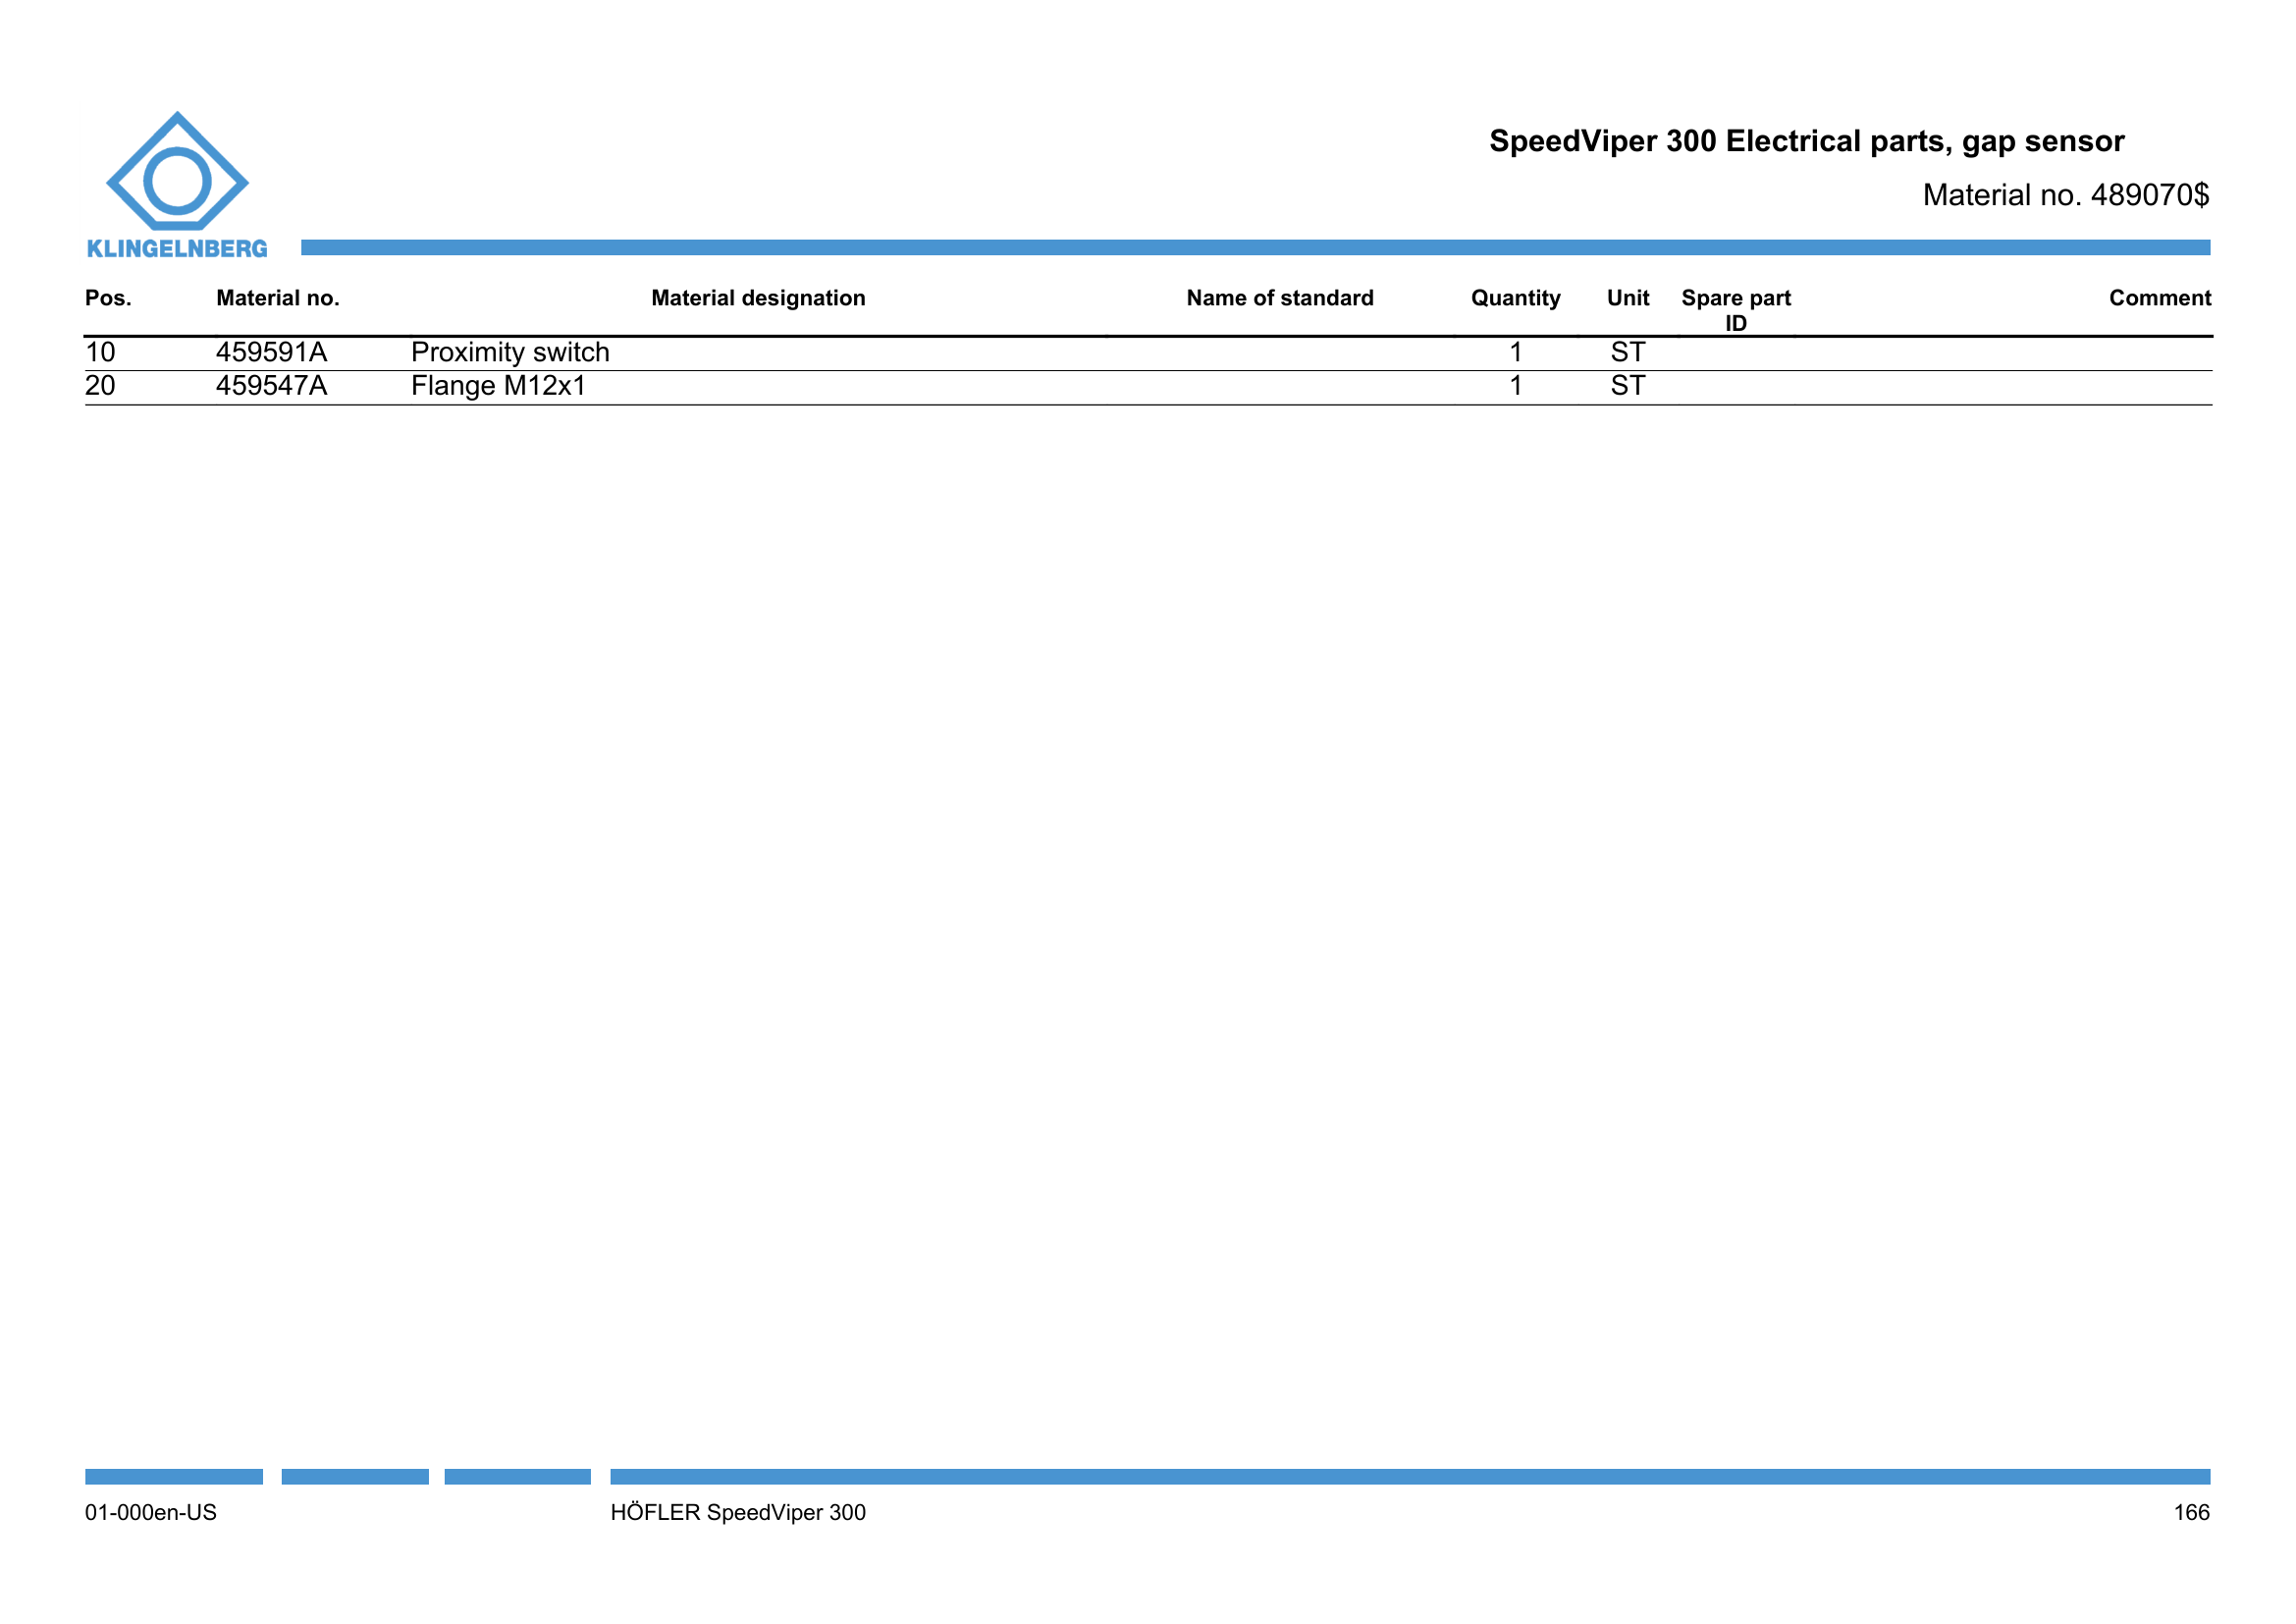 SpeedViper 300 Electrical parts, gap sensor
Material no. 489070$
KLINGELNBERG
Pos. Material no. Material designation Name of standard Quantity Unit Spare part ID Comment
10 459591A Proximity switch 1 ST
20 459547A Flange M12x1 1 ST
01-000en-US HÖFLER SpeedViper 300 166